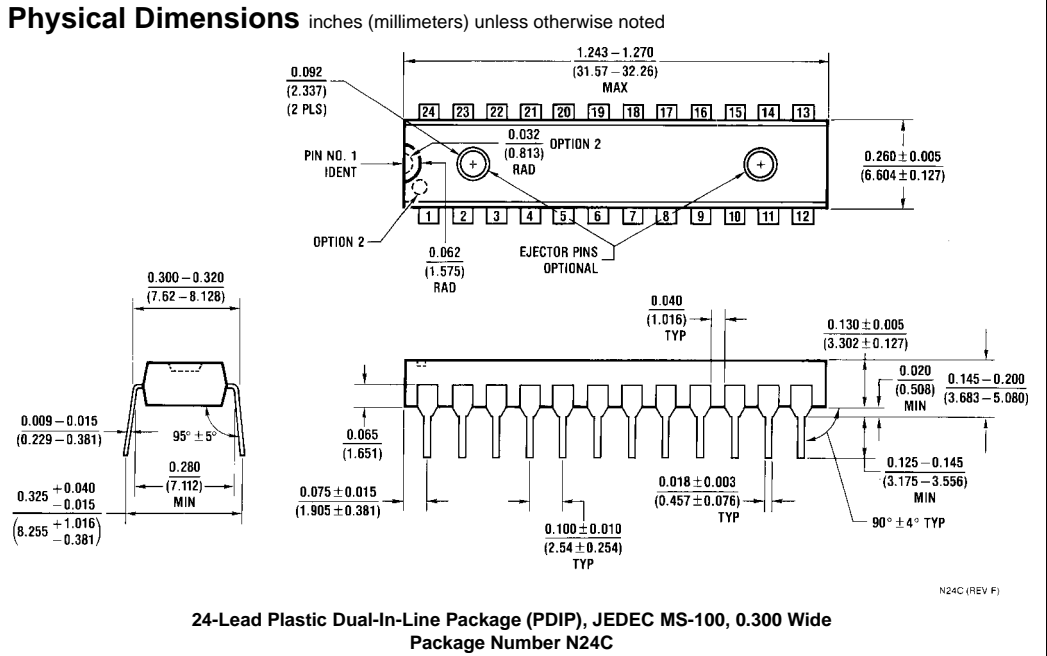 Physical Dimensions inches (millimeters) unless otherwise noted
1.243 – 1.270
(31.57 – 32.26)
MAX
0.092
(2.337)
(2 PLS)
24 23 22 21 20 19 18 17 16 15 14 13
0.032
(0.813)
RAD
OPTION 2
PIN NO. 1
IDENT
0.260 ± 0.005
(6.604 ± 0.127)
1 2 3 4 5 6 7 8 9 10 11 12
OPTION 2
0.062
(1.575)
RAD
EJECTOR PINS
OPTIONAL
0.300 – 0.320
(7.62 – 8.128)
0.040
(1.016)
TYP
0.130 ± 0.005
(3.302 ± 0.127)
0.020
(0.508)
MIN
0.145 – 0.200
(3.683 – 5.080)
0.009 – 0.015
(0.229 – 0.381)
95° ± 5°
0.065
(1.651)
0.280
(7.112)
MIN
0.125 – 0.145
(3.175 – 3.556)
MIN
0.325 + 0.040
– 0.015
(8.255 + 1.016
– 0.381)
0.075 ± 0.015
(1.905 ± 0.381)
0.018 ± 0.003
(0.457 ± 0.076)
TYP
0.100 ± 0.010
(2.54 ± 0.254)
TYP
90° ± 4° TYP
N24C (REV F)
24-Lead Plastic Dual-In-Line Package (PDIP), JEDEC MS-100, 0.300 Wide
Package Number N24C